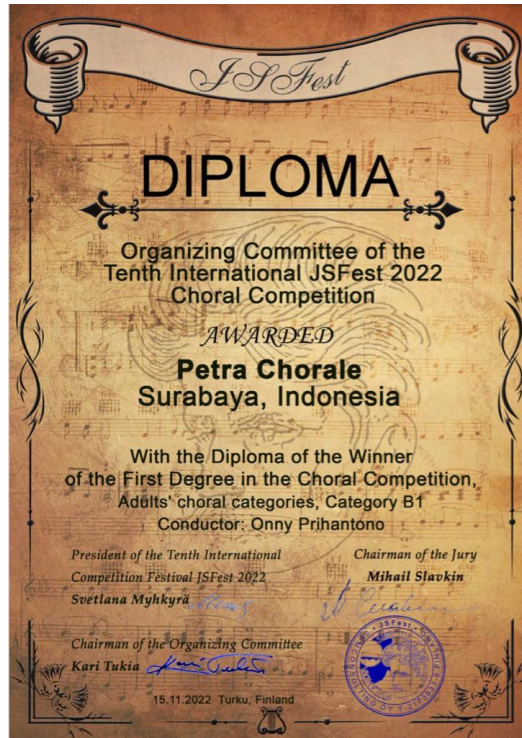 JSFest
DIPLOMA
Organizing Committee of the
Tenth International JSFest 2022
Choral Competition
AWARDED
Petra Chorale
Surabaya, Indonesia
With the Diploma of the Winner
of the First Degree in the Choral Competition,
Adults' choral categories, Category B1
Conductor: Onny Prihantono
President of the Tenth International
Competition Festival JSFest 2022
Svetlana Myhkyrä
Chairman of the Jury
Mihail Slavkin
Chairman of the Organizing Committee
Kari Tukia
15.11.2022 Turku, Finland
JSFest